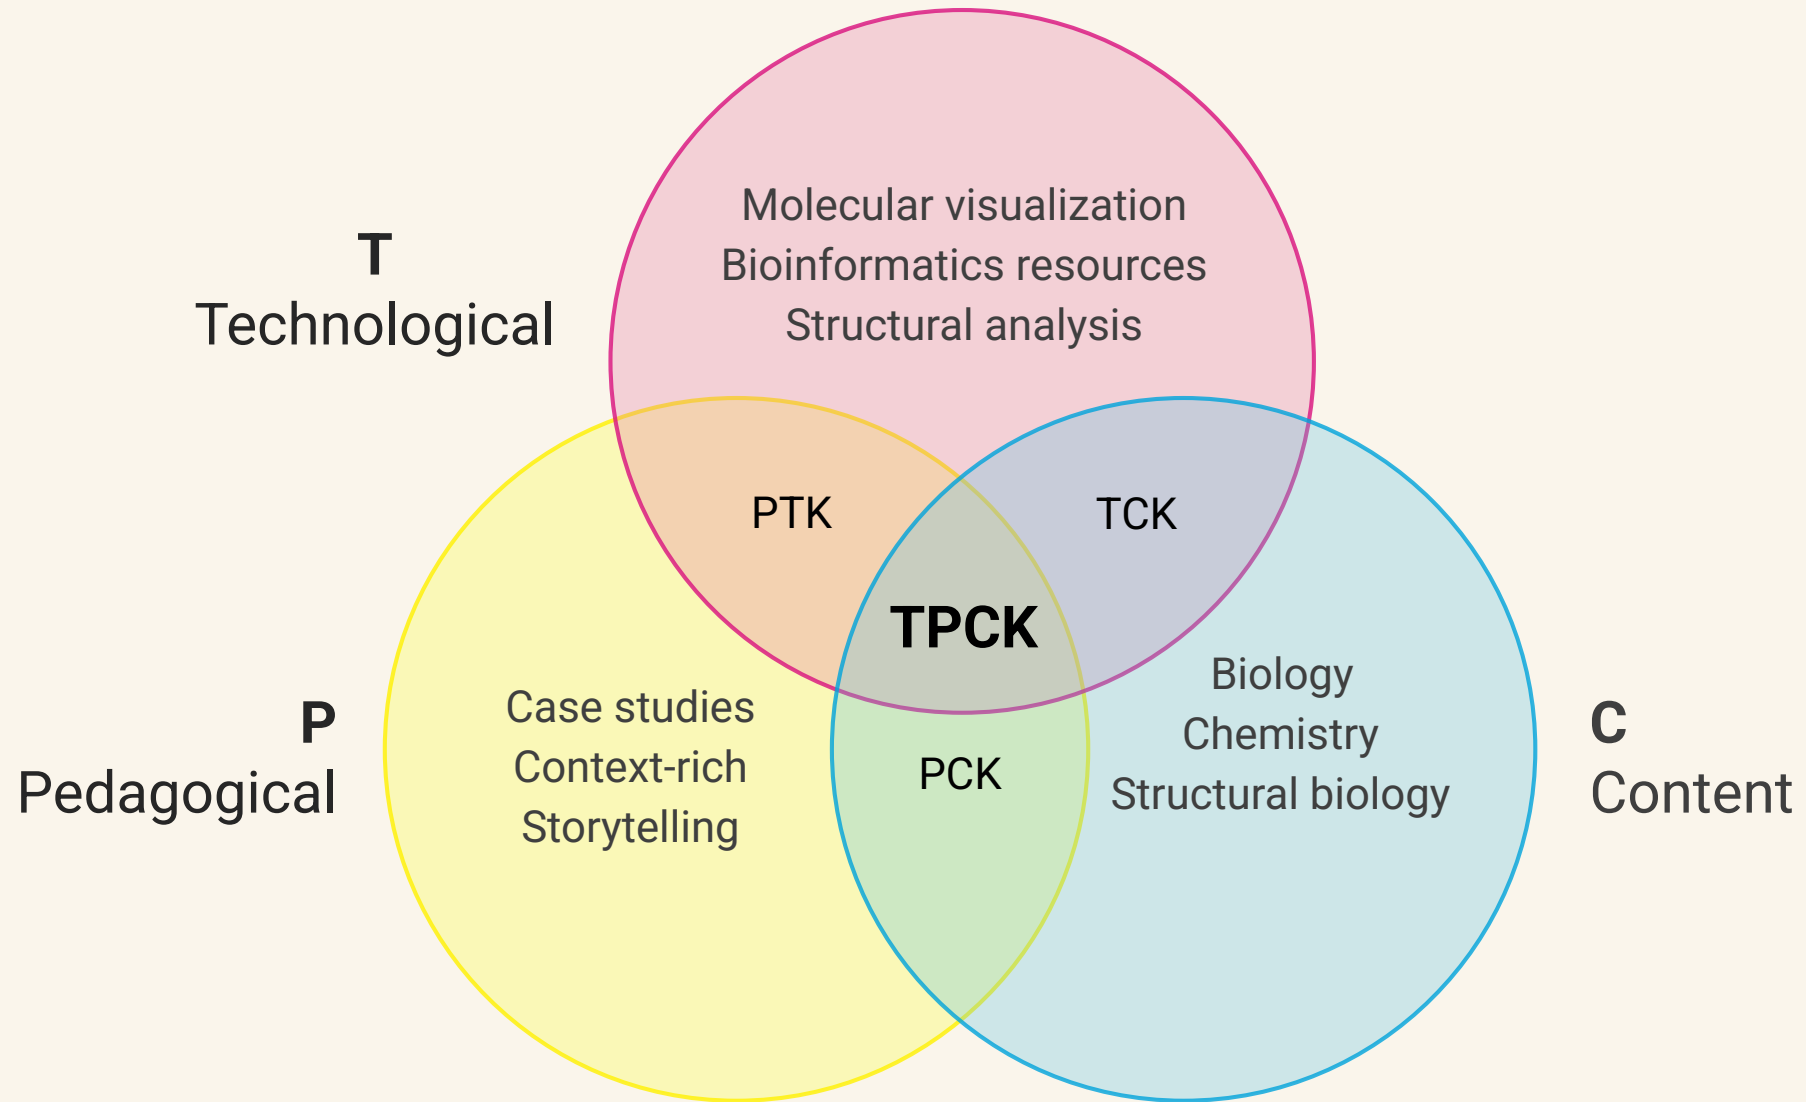 Molecular visualization
Bioinformatics resources
Structural analysis
T
Technological
PTK
TCK
TPCK
P
Pedagogical
Case studies
Context-rich
Storytelling
PCK
Biology
Chemistry
Structural biology
C
Content